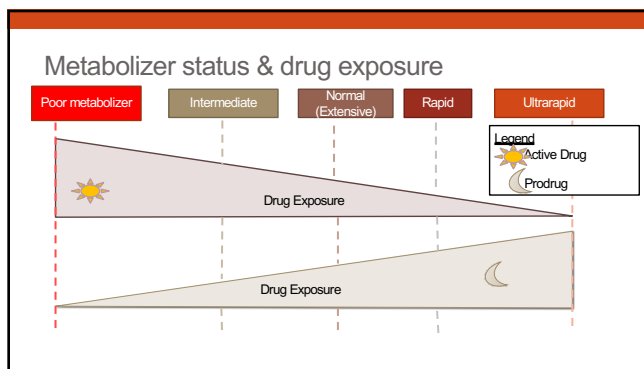 Metabolizer status & drug exposure
Poor metabolizer
Intermediate
Normal
(Extensive)
Rapid
Ultrarapid
Legend
Active Drug
Prodrug
Drug Exposure
Drug Exposure